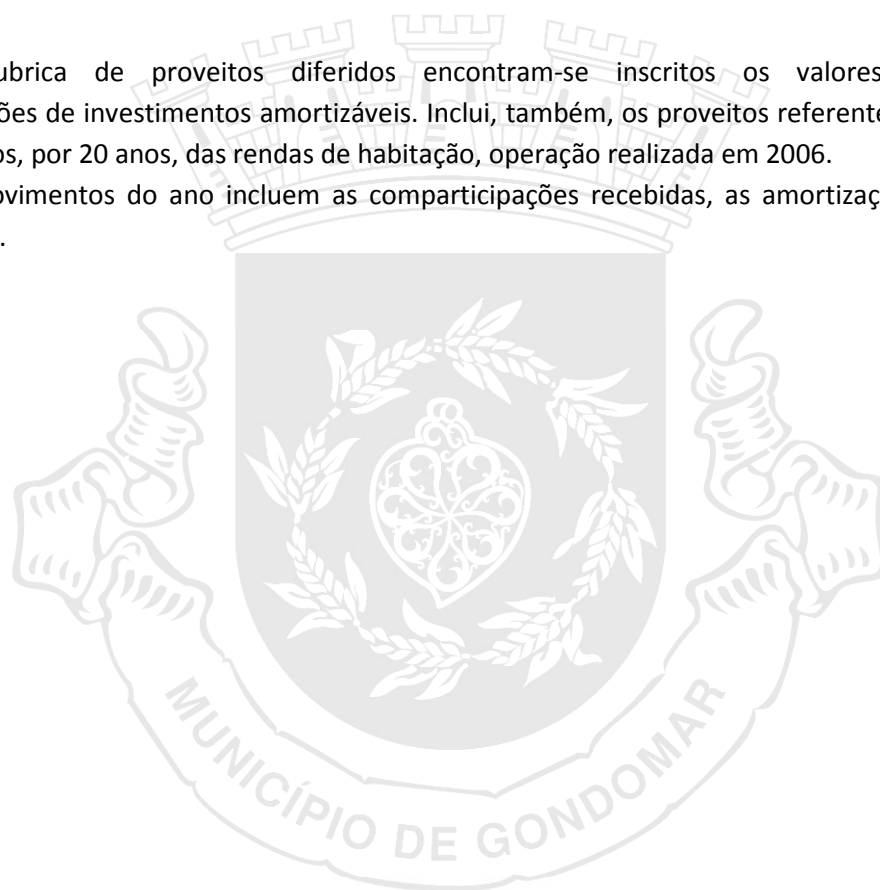 ubrica de proveitos diferidos encontram-se inscritos os valores
ões de investimentos amortizáveis. Inclui, também, os proveitos referente
os, por 20 anos, das rendas de habitação, operação realizada em 2006.
ovimentos do ano incluem as comparticipações recebidas, as amortizaç
.
MUNICÍPIO DE GONDOMAR